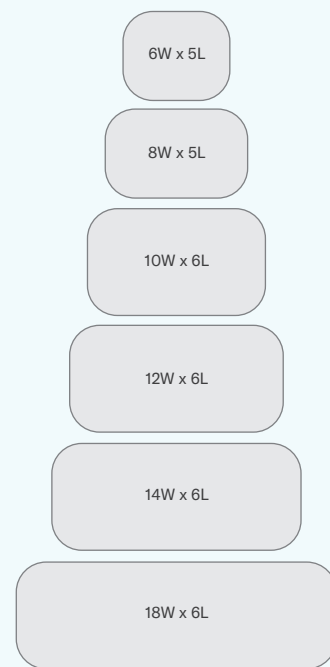 6W x 5L
8W x 5L
10W x 6L
12W x 6L
14W x 6L
18W x 6L